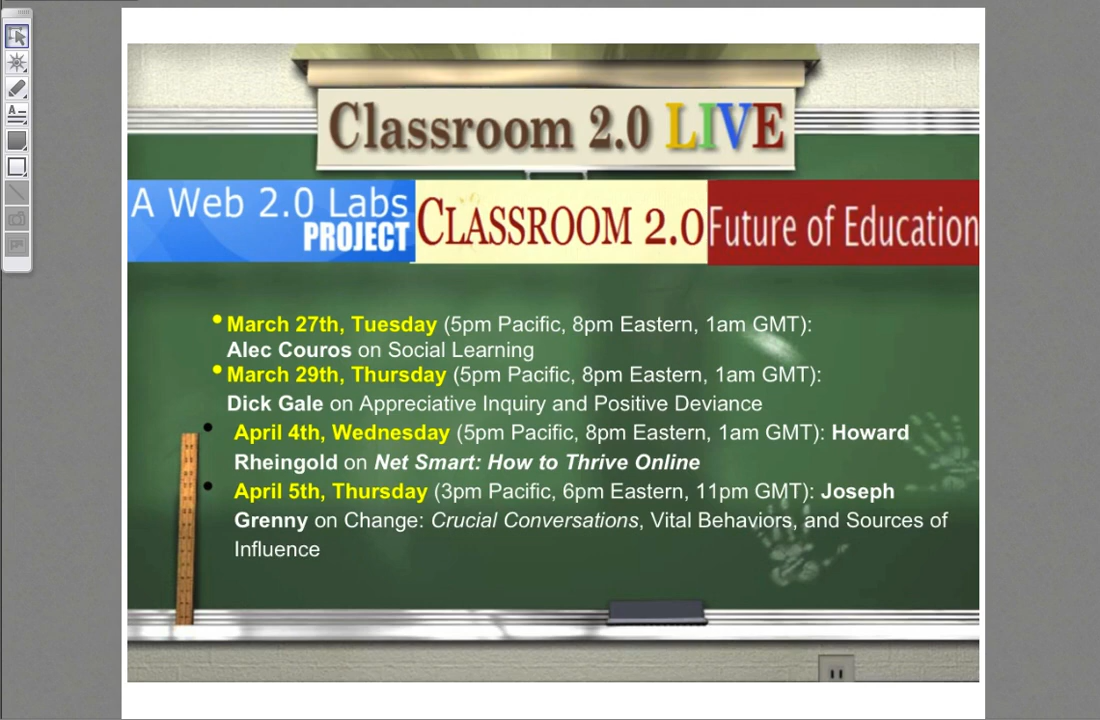 Classroom 2.0 LIVE
A Web 2.0 Labs
PROJECT
CLASSROOM 2.0
Future of Education
• March 27th, Tuesday (5pm Pacific, 8pm Eastern, 1am GMT):
Alec Couros on Social Learning
• March 29th, Thursday (5pm Pacific, 8pm Eastern, 1am GMT):
Dick Gale on Appreciative Inquiry and Positive Deviance
• April 4th, Wednesday (5pm Pacific, 8pm Eastern, 1am GMT): Howard
Rheingold on Net Smart: How to Thrive Online
• April 5th, Thursday (3pm Pacific, 6pm Eastern, 11pm GMT): Joseph
Grenny on Change: Crucial Conversations, Vital Behaviors, and Sources of
Influence